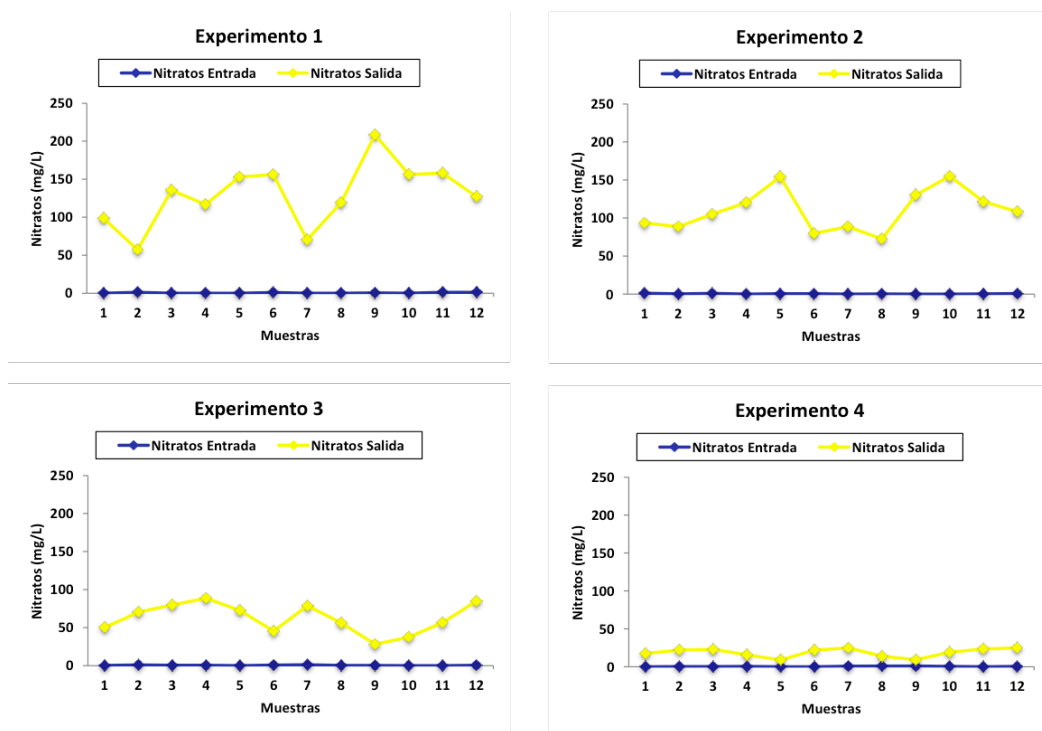 Experimento 1
Nitratos Entrada Nitratos Salida
250
200
150
100
50
0
Nitratos (mg/L)
1 2 3 4 5 6 7 8 9 10 11 12
Muestras
Experimento 2
Nitratos Entrada Nitratos Salida
250
200
150
100
50
0
Nitratos (mg/L)
1 2 3 4 5 6 7 8 9 10 11 12
Muestras
Experimento 3
Nitratos Entrada Nitratos Salida
250
200
150
100
50
0
Nitratos (mg/L)
1 2 3 4 5 6 7 8 9 10 11 12
Muestras
Experimento 4
Nitratos Entrada Nitratos Salida
250
200
150
100
50
0
Nitratos (mg/L)
1 2 3 4 5 6 7 8 9 10 11 12
Muestras